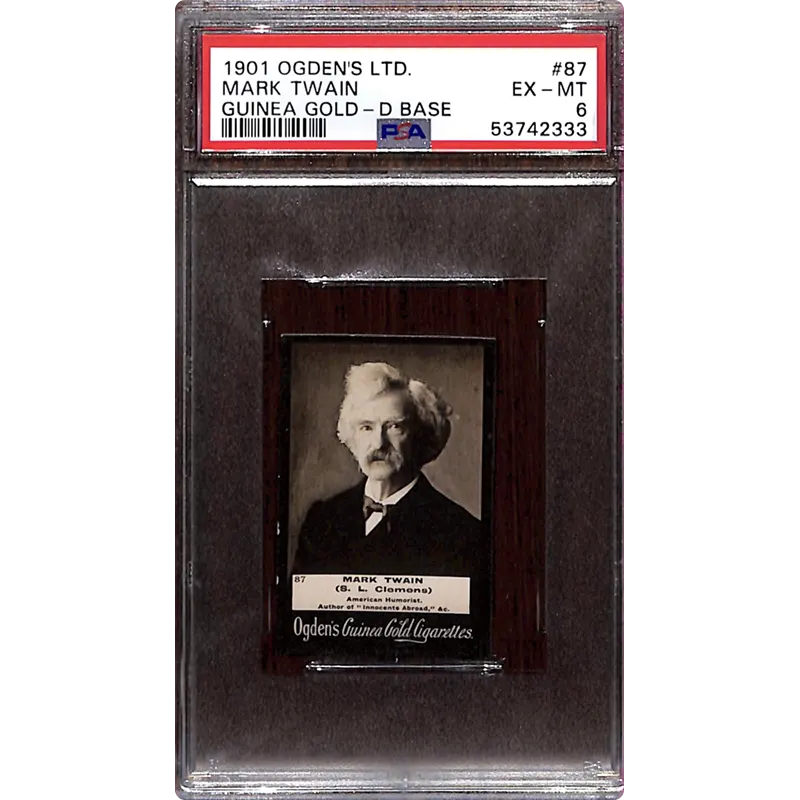 1901 OGDEN'S LTD. #87
MARK TWAIN EX - MT
GUINEA GOLD - D BASE 6
PSA 53742333
87 MARK TWAIN
(S. L. Clemens)
American Humorist.
Author of "Innocents Abroad," &c.
Ogden's Guinea Gold Cigarettes.